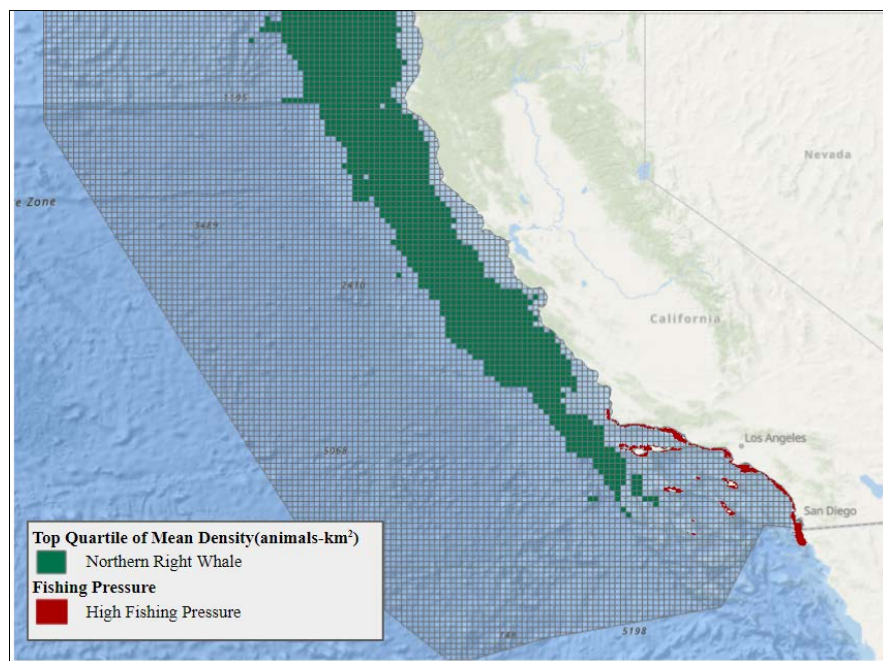 1195
Nevada
e Zone
3489
2410
California
5068
Los Angeles
San Diego
Top Quartile of Mean Density(animals-km²)
Northern Right Whale
Fishing Pressure
High Fishing Pressure
5198